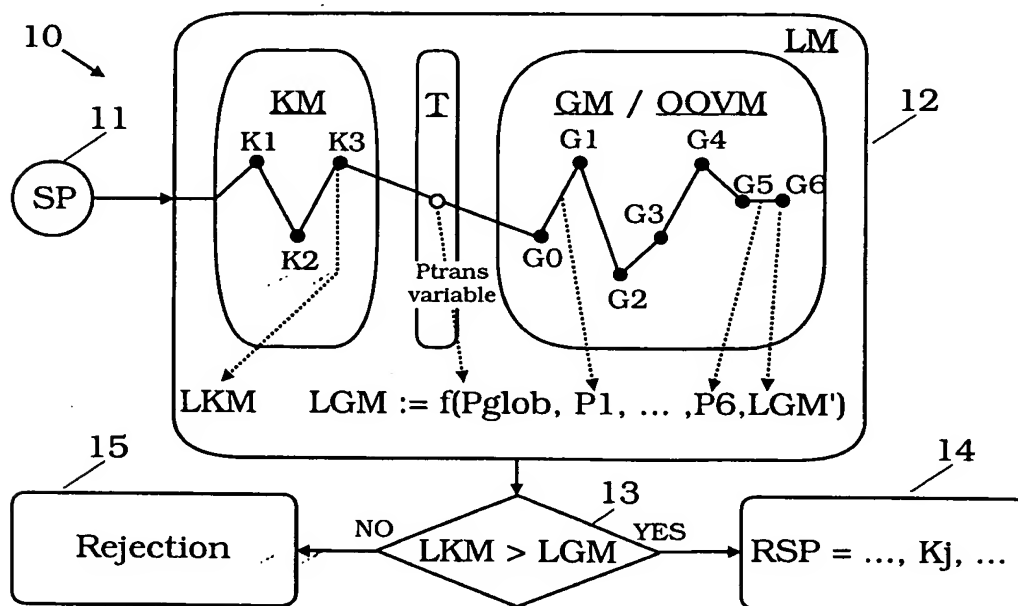 10
LM
11
KM
T
GM / OOVM
12
K1
K3
G1
G4
SP
G5
G6
G3
K2
G0
G2
Ptrans
variable
LKM
LGM := f(Pglob, P1, ... ,P6,LGM')
15
13
14
NO
YES
Rejection
LKM > LGM
RSP = ..., Kj, ...